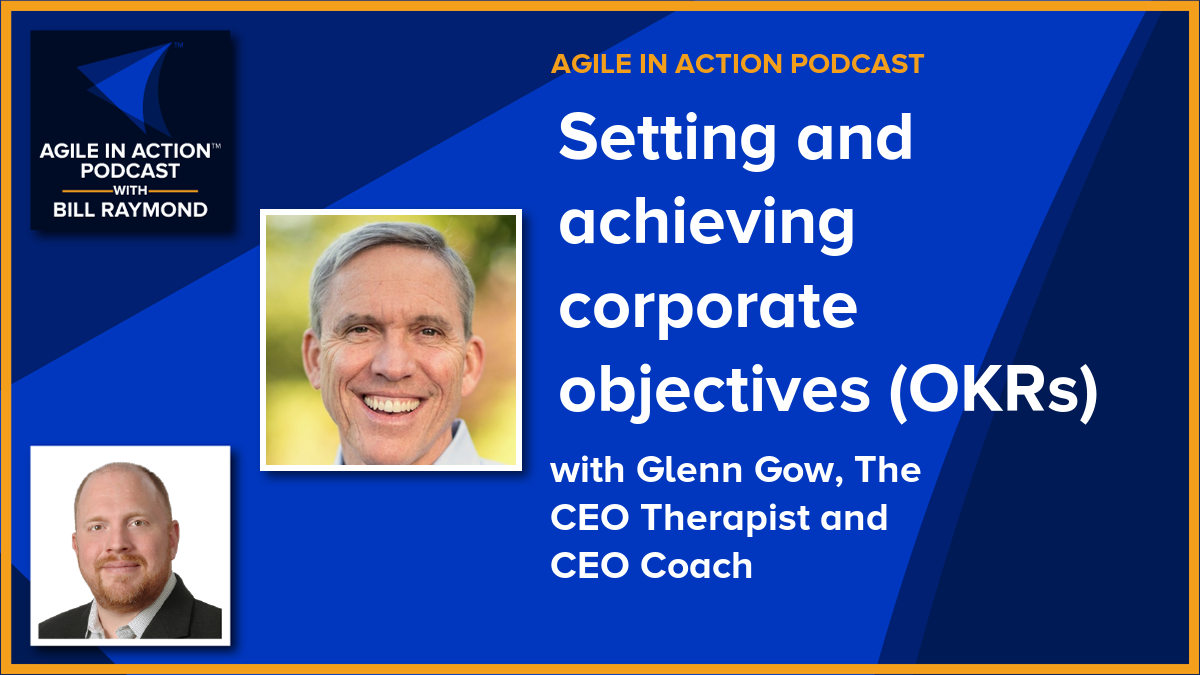 AGILE IN ACTION™
PODCAST
WITH
BILL RAYMOND
AGILE IN ACTION PODCAST
Setting and
achieving
corporate
objectives (OKRs)
with Glenn Gow, The
CEO Therapist and
CEO Coach